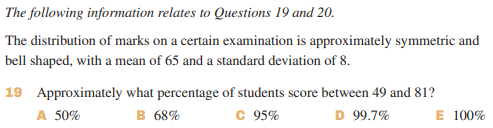 The following information relates to Questions 19 and 20.
The distribution of marks on a certain examination is approximately symmetric and
bell shaped, with a mean of 65 and a standard deviation of 8.
19 Approximately what percentage of students score between 49 and 81?
A 50% B 68% C 95% D 99.7% E 100%